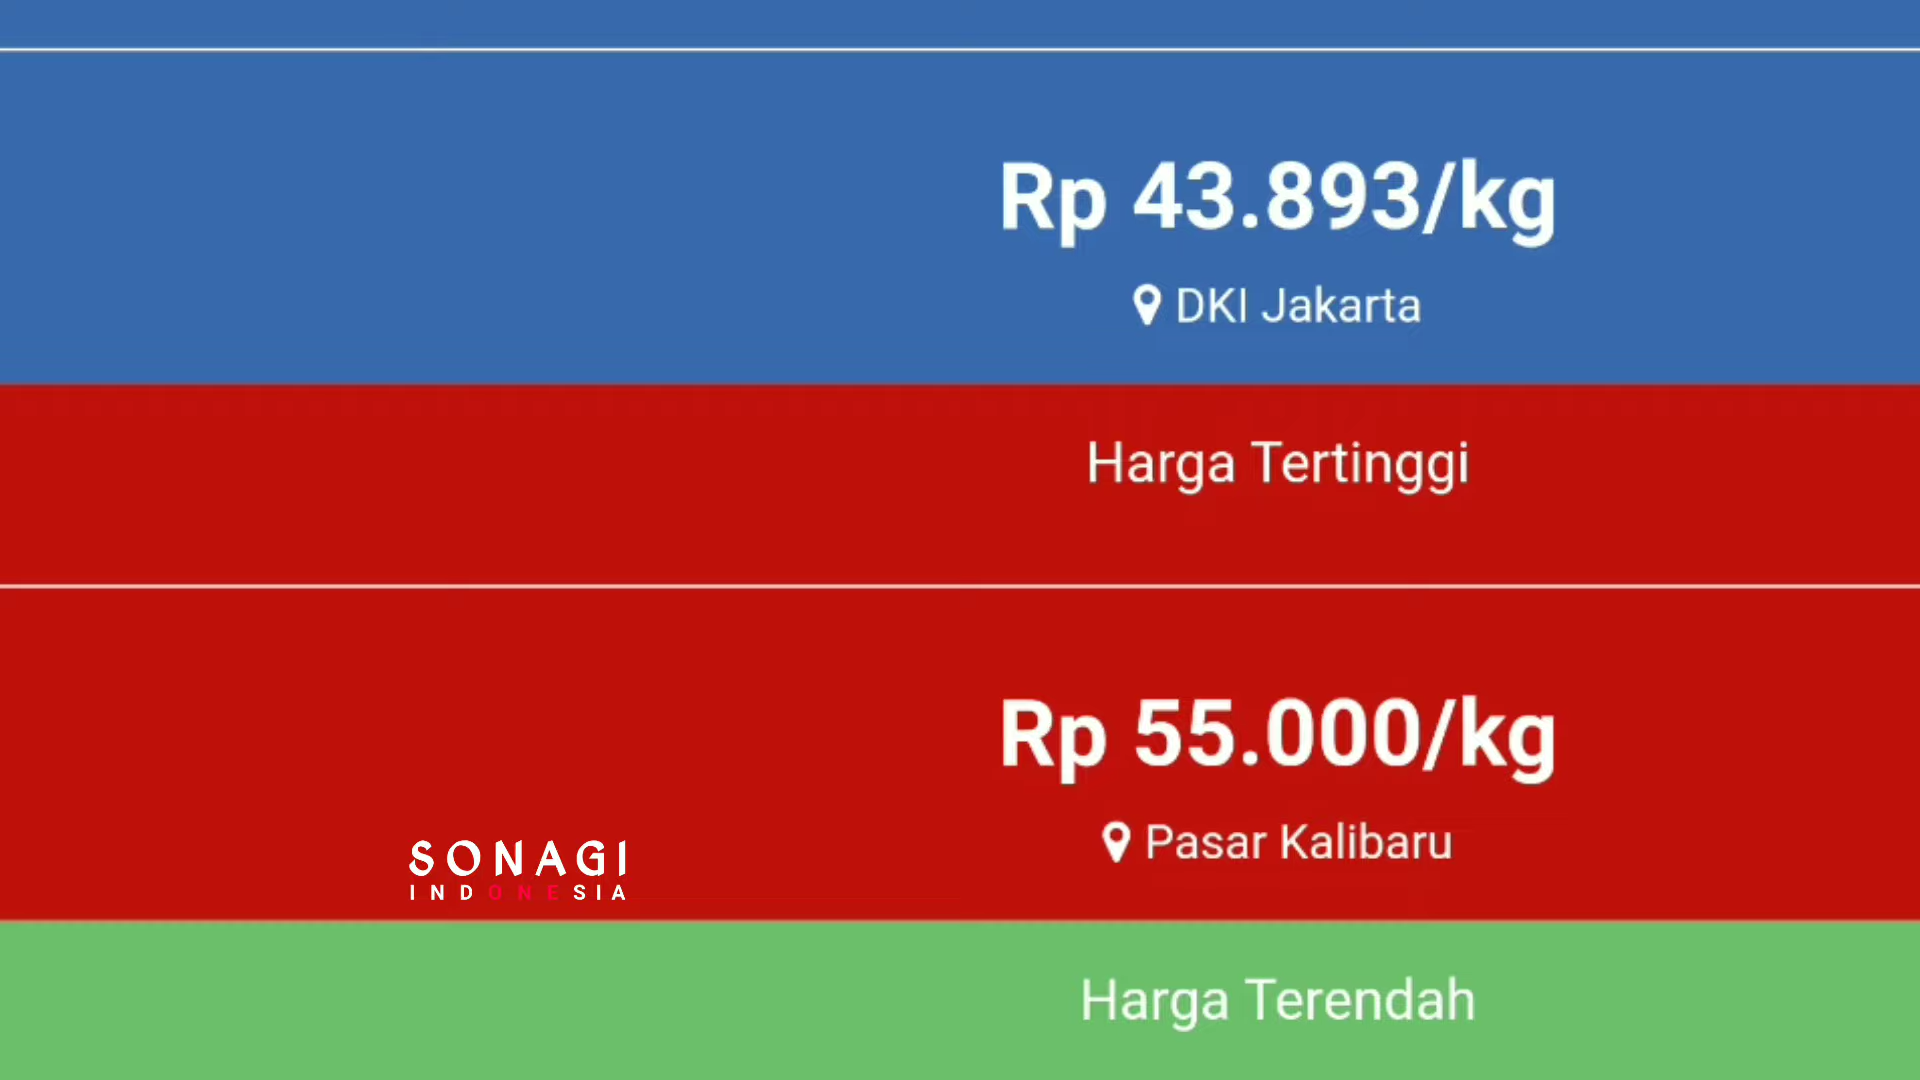 Rp 43.893/kg
DKI Jakarta
Harga Tertinggi
Rp 55.000/kg
Pasar Kalibaru
SONAGI
INDONESIA
Harga Terendah